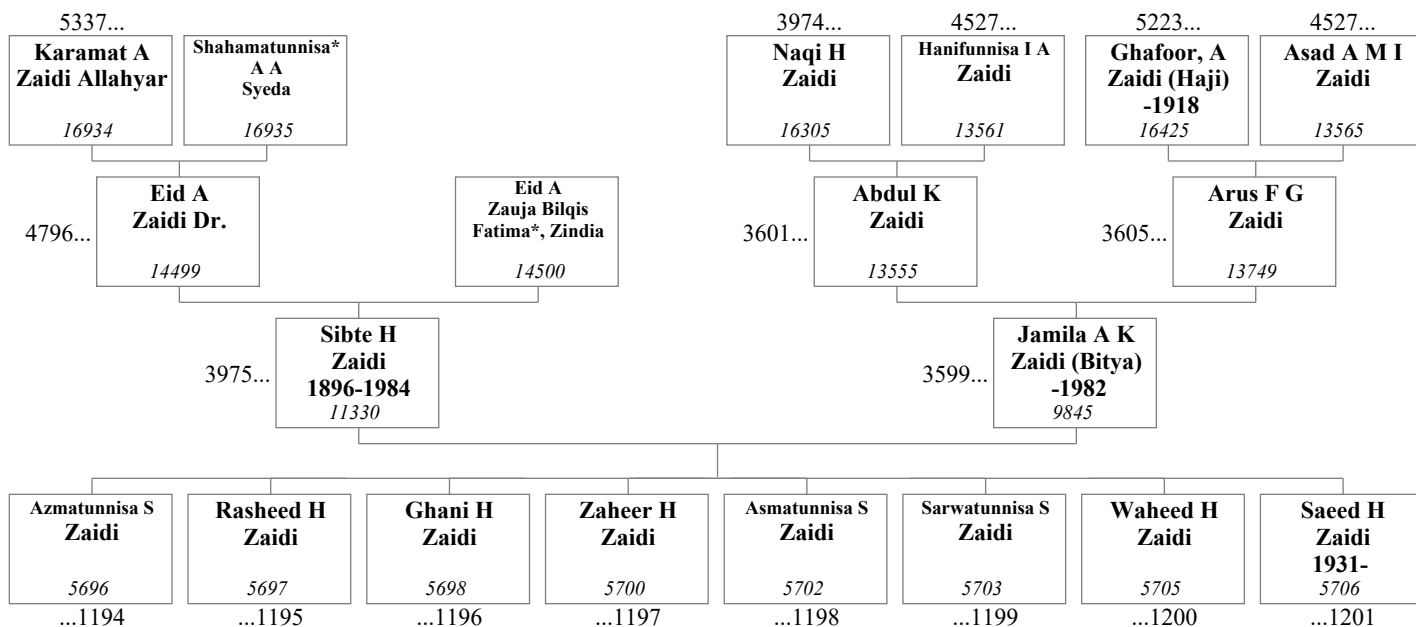 5337...
Karamat A
Zaidi Allahyar
16934
Shahamatunnisa*
A A
Syeda
16935
3974...
Naqi H
Zaidi
16305
4527...
Hanifunnisa I A
Zaidi
13561
5223...
Ghafoor, A
Zaidi (Haji)
-1918
16425
4527...
Asad A M I
Zaidi
13565
4796...
Eid A
Zaidi Dr.
14499
Eid A
Zauja Bilqis
Fatima*, Zindia
14500
3601...
Abdul K
Zaidi
13555
3605...
Arus F G
Zaidi
13749
3975...
Sibte H
Zaidi
1896-1984
11330
3599...
Jamila A K
Zaidi (Bitya)
-1982
9845
Azmatunnisa S
Zaidi
5696
...1194
Rasheed H
Zaidi
5697
...1195
Ghani H
Zaidi
5698
...1196
Zaheer H
Zaidi
5700
...1197
Asmatunnisa S
Zaidi
5702
...1198
Sarwatunnisa S
Zaidi
5703
...1199
Waheed H
Zaidi
5705
...1200
Saeed H
Zaidi
1931-
5706
...1201